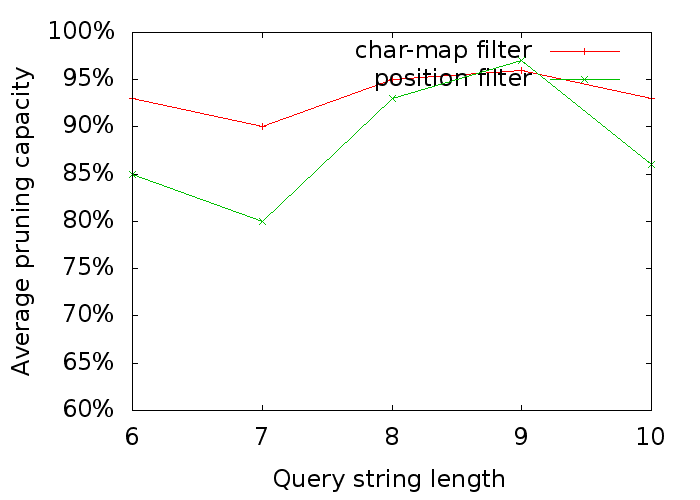 100%
95%
90%
85%
80%
75%
70%
65%
60%
Average pruning capacity
char-map filter
position filter
6 7 8 9 10
Query string length